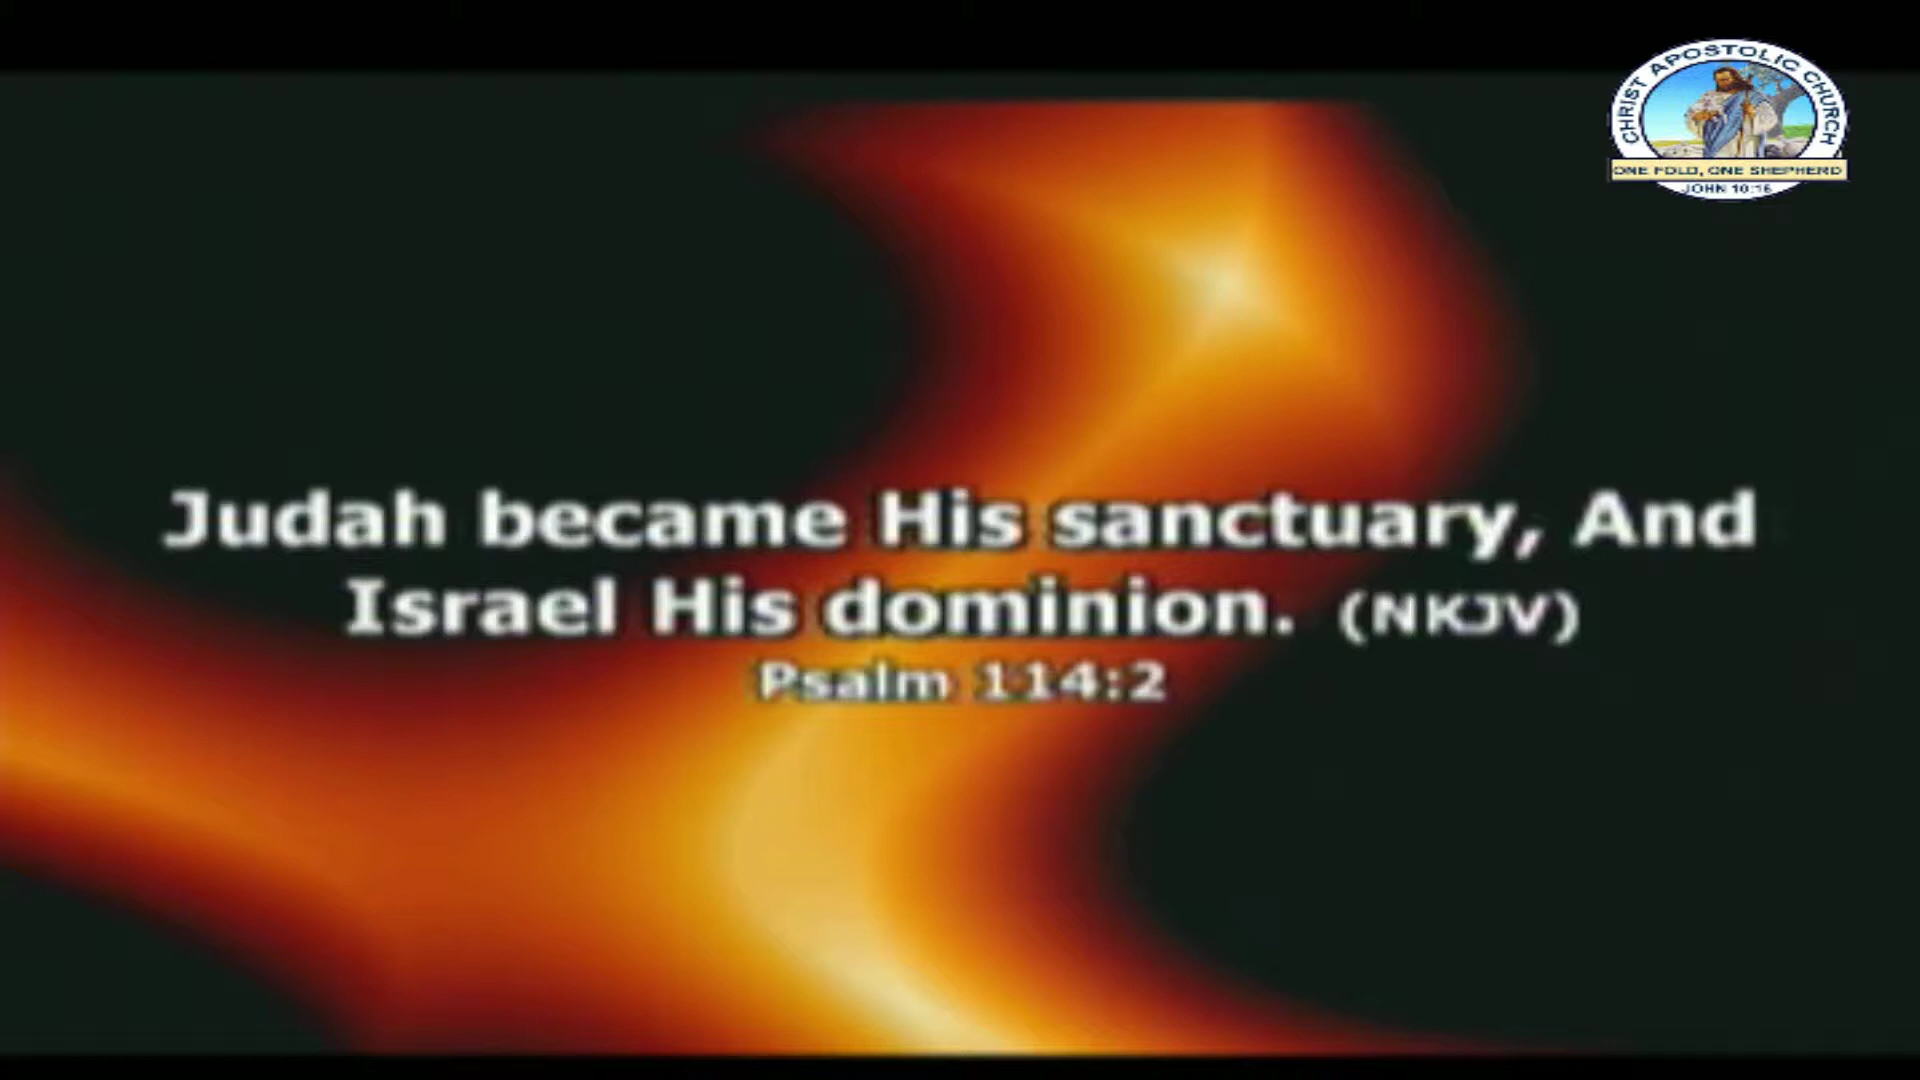 CHRIST APOSTOLIC CHURCH
ONE FOLD, ONE SHEPHERD
JOHN 10:16
Judah became His sanctuary, And
Israel His dominion. (NKJV)
Psalm 114:2